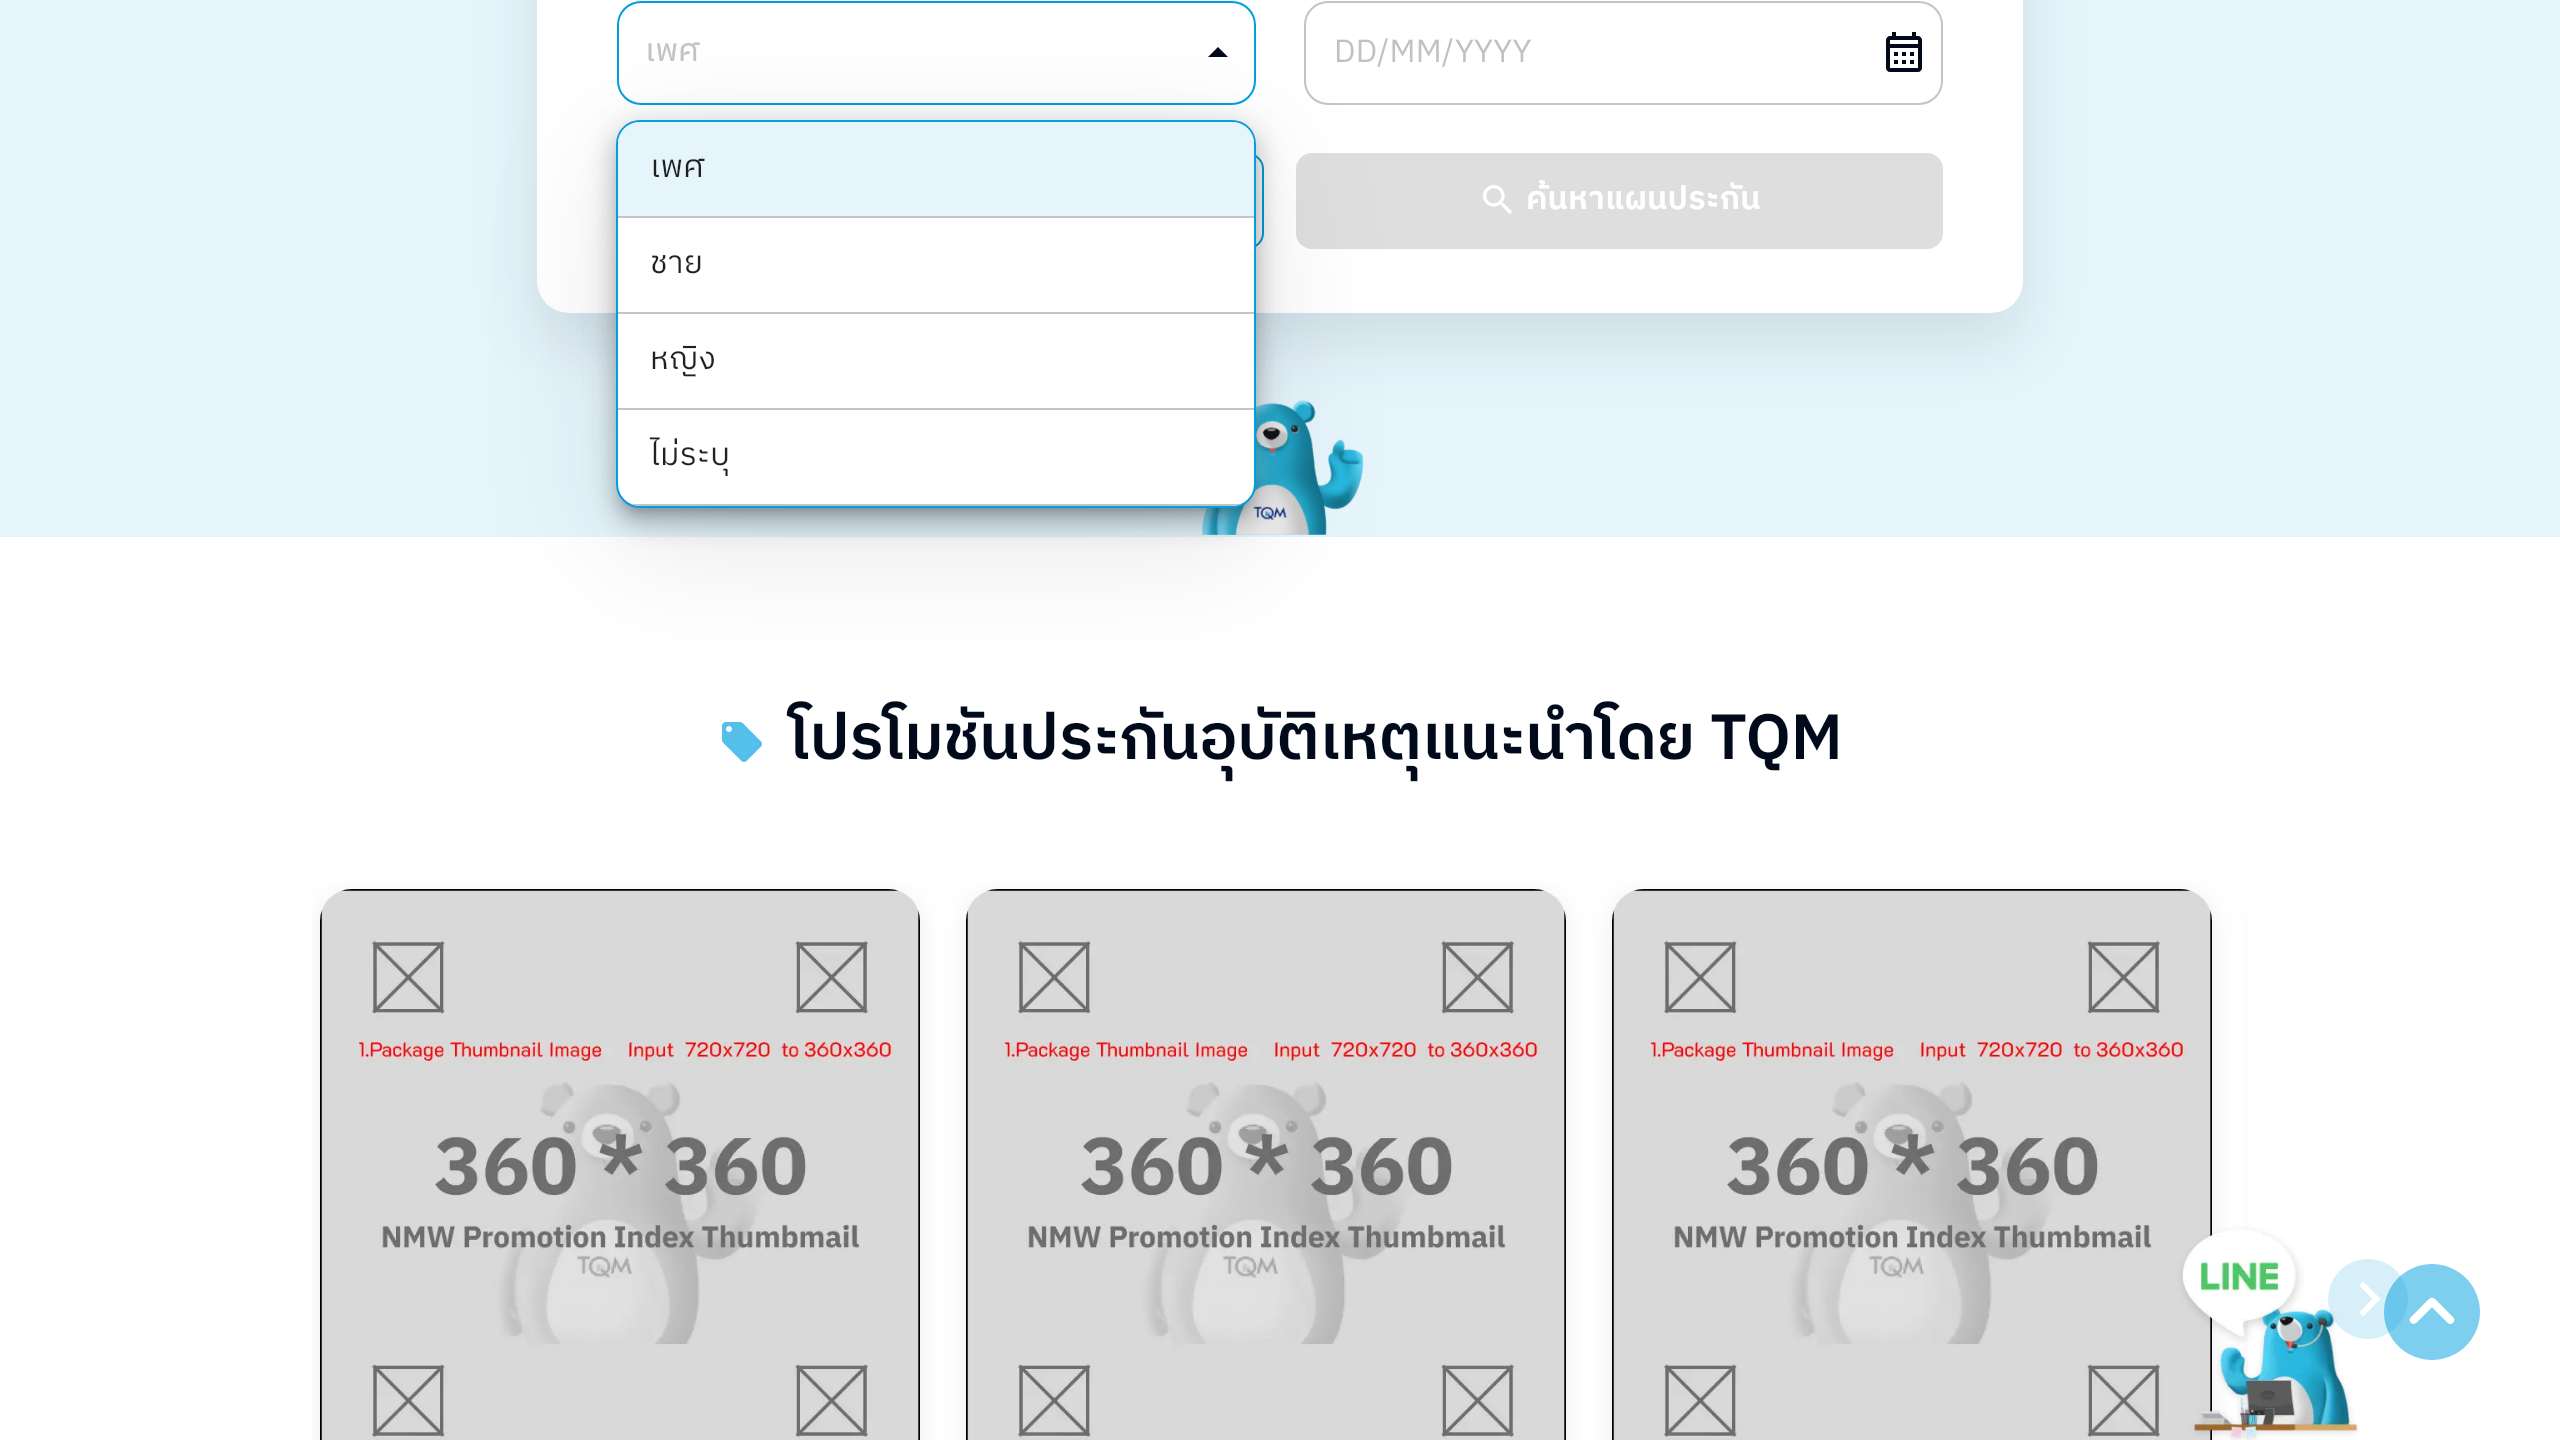 เพศ
DD/MM/YYYY
เพศ
ชาย
หญิง
ไม่ระบุ
ค้นหาแผนประกัน
TQM
โปรโมชันประกันอุบัติเหตุแนะนำโดย TQM
1.Package Thumbnail Image Input 720x720 to 360x360
360 * 360
NMW Promotion Index Thumbmail
TQM
1.Package Thumbnail Image Input 720x720 to 360x360
360 * 360
NMW Promotion Index Thumbmail
TQM
1.Package Thumbnail Image Input 720x720 to 360x360
360 * 360
NMW Promotion Index Thumbmail
TQM
LINE